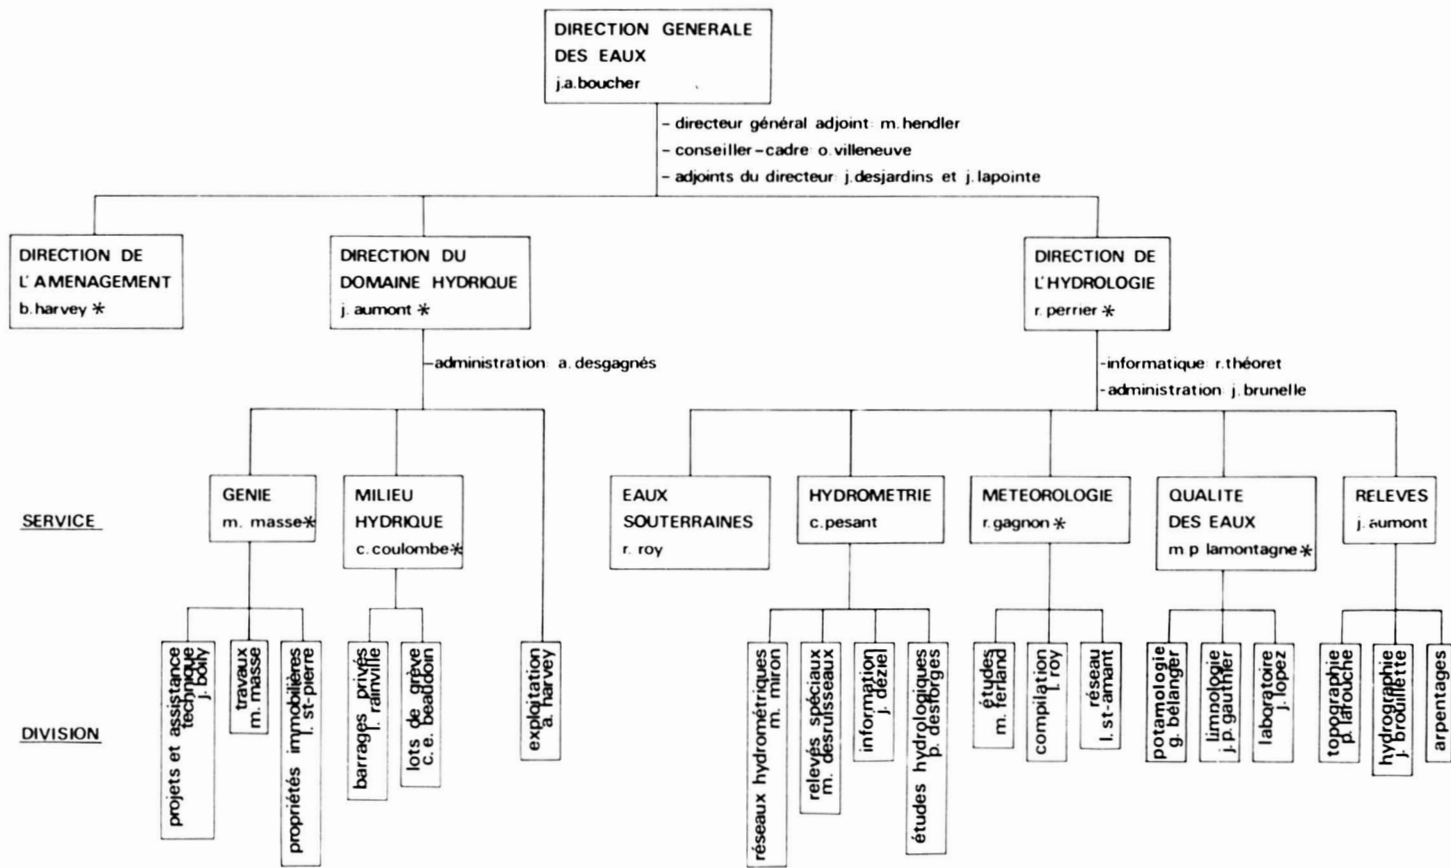 DIRECTION GENERALE
DES EAUX
j.a.boucher
- directeur général adjoint: m.hendler
- conseiller-cadre o.villeneuve
- adjoints du directeur: j.desjardins et j.lapointe
DIRECTION DE
L'AMENAGEMENT
b.harvey *
DIRECTION DU
DOMAINE HYDRIQUE
j. aumont *
DIRECTION DE
L'HYDROLOGIE
r. perrier *
-administration: a. desgagnés
-informatique r.théoret
-administration j.brunelle
SERVICE
GENIE
m. masse*
MILIEU
HYDRIQUE
c.coulombe*
EAUX
SOUTERRAINES
r. roy
HYDROMETRIE
c.pesant
METEOROLOGIE
r.gagnon *
QUALITE
DES EAUX
m.p lamontagne*
RELEVES
j.aumont
DIVISION
projets et assistance
technique
j. boily
travaux
m. masse
propriétés immobilières
l. st-pierre
barrages privés
l. rainville
lots de grève
c. e. beaudoin
exploitation
a. harvey
réseaux hydrométriques
m. miron
relevés spéciaux
m. desruisseaux
information
j. déziel
études hydrologiques
p. desforges
études
m. ferland
compilation
l. roy
réseau
l. st-amant
potamologie
g. bélanger
limnologie
j. p. gauthier
laboratoire
j. lopez
topographie
p. lafouche
hydrographie
j. brouillette
arpentages